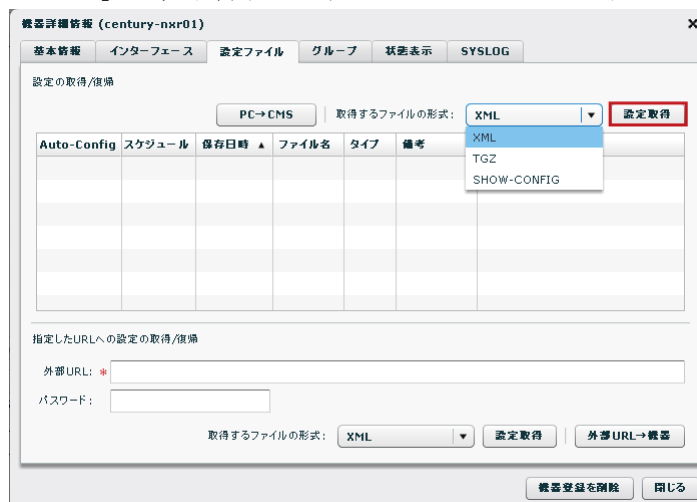 機器詳細情報 (century-nxr01)
基本情報 インターフェース 設定ファイル グループ 状態表示 SYSLOG
設定の取得/復帰
PC→CMS 取得するファイルの形式: XML 設定取得
XML
TGZ
SHOW-CONFIG
Auto-Config スケジュール 保存日時 ▲ ファイル名 タイプ 備考
指定したURLへの設定の取得/復帰
外部URL: *
パスワード:
取得するファイルの形式: XML 設定取得 外部URL→機器
機器登録を削除 閉じる